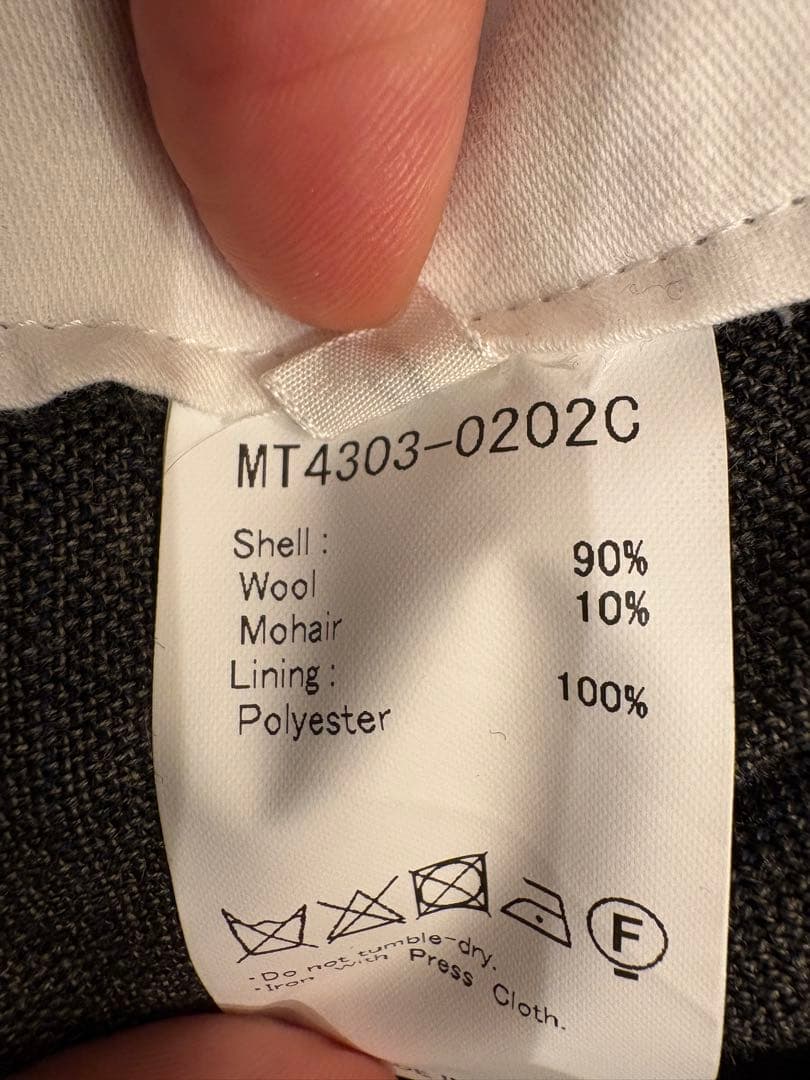 MT4303-0202C
Shell :
Wool 90%
Mohair 10%
Lining :
Polyester 100%
F
-Do not tumble-dry.
-Iron with Press Cloth.